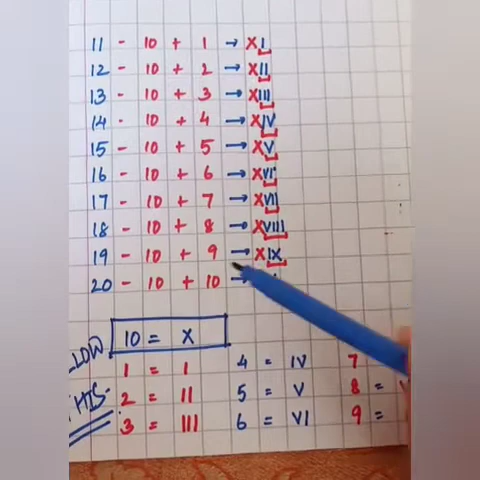 11 - 10 + 1 → XI
12 - 10 + 2 → XII
13 - 10 + 3 → XIII
14 - 10 + 4 → XIV
15 - 10 + 5 → XV
16 - 10 + 6 → XVI
17 - 10 + 7 → XVII
18 - 10 + 8 → XVIII
19 - 10 + 9 → XIX
20 - 10 + 10 →
10 = X
1 = I 4 = IV 7
2 = II 5 = V 8 =
3 = III 6 = VI 9 =